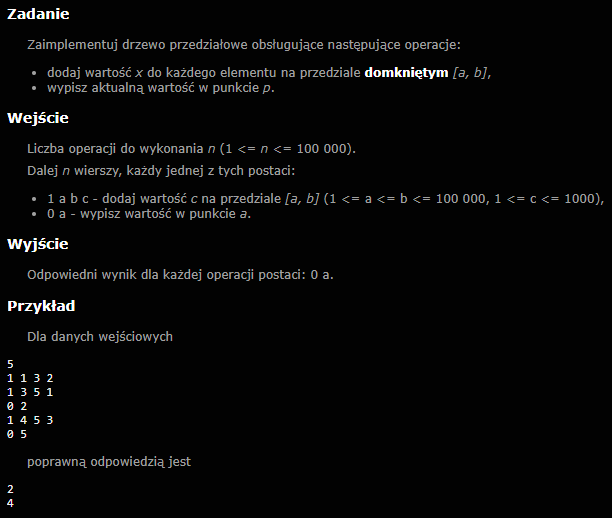 Zadanie
Zaimplementuj drzewo przedziałowe obsługujące następujące operacje:
• dodaj wartość x do każdego elementu na przedziale domkniętym [a, b],
• wypisz aktualną wartość w punkcie p.
Wejście
Liczba operacji do wykonania n (1 <= n <= 100 000).
Dalej n wierszy, każdy jednej z tych postaci:
• 1 a b c - dodaj wartość c na przedziale [a, b] (1 <= a <= b <= 100 000, 1 <= c <= 1000),
• 0 a - wypisz wartość w punkcie a.
Wyjście
Odpowiedni wynik dla każdej operacji postaci: 0 a.
Przykład
Dla danych wejściowych
5
1 1 3 2
1 3 5 1
0 2
1 4 5 3
0 5
poprawną odpowiedzią jest
2
4